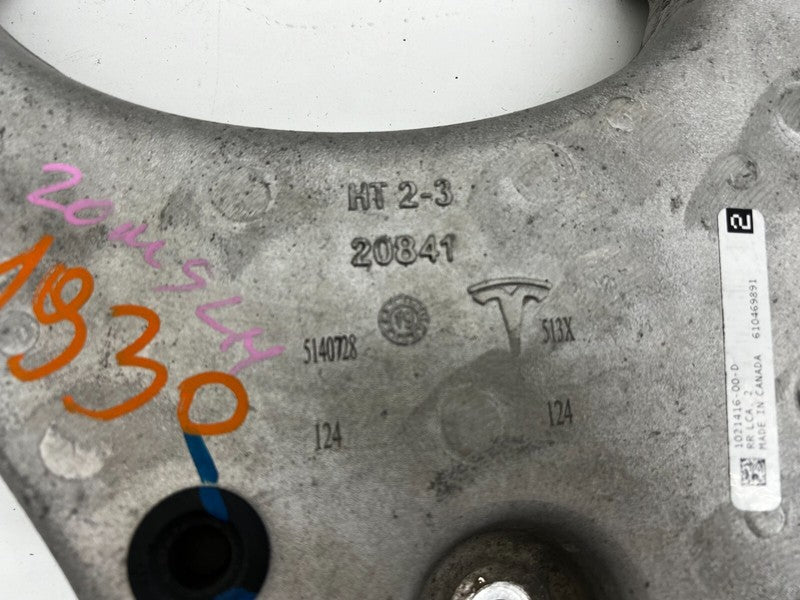 HT 2-3
20841
20MSLH
1930
5140728
513X
124
124
2
1021416-00-D
RR LCA, 2
MADE IN CANADA 610469891